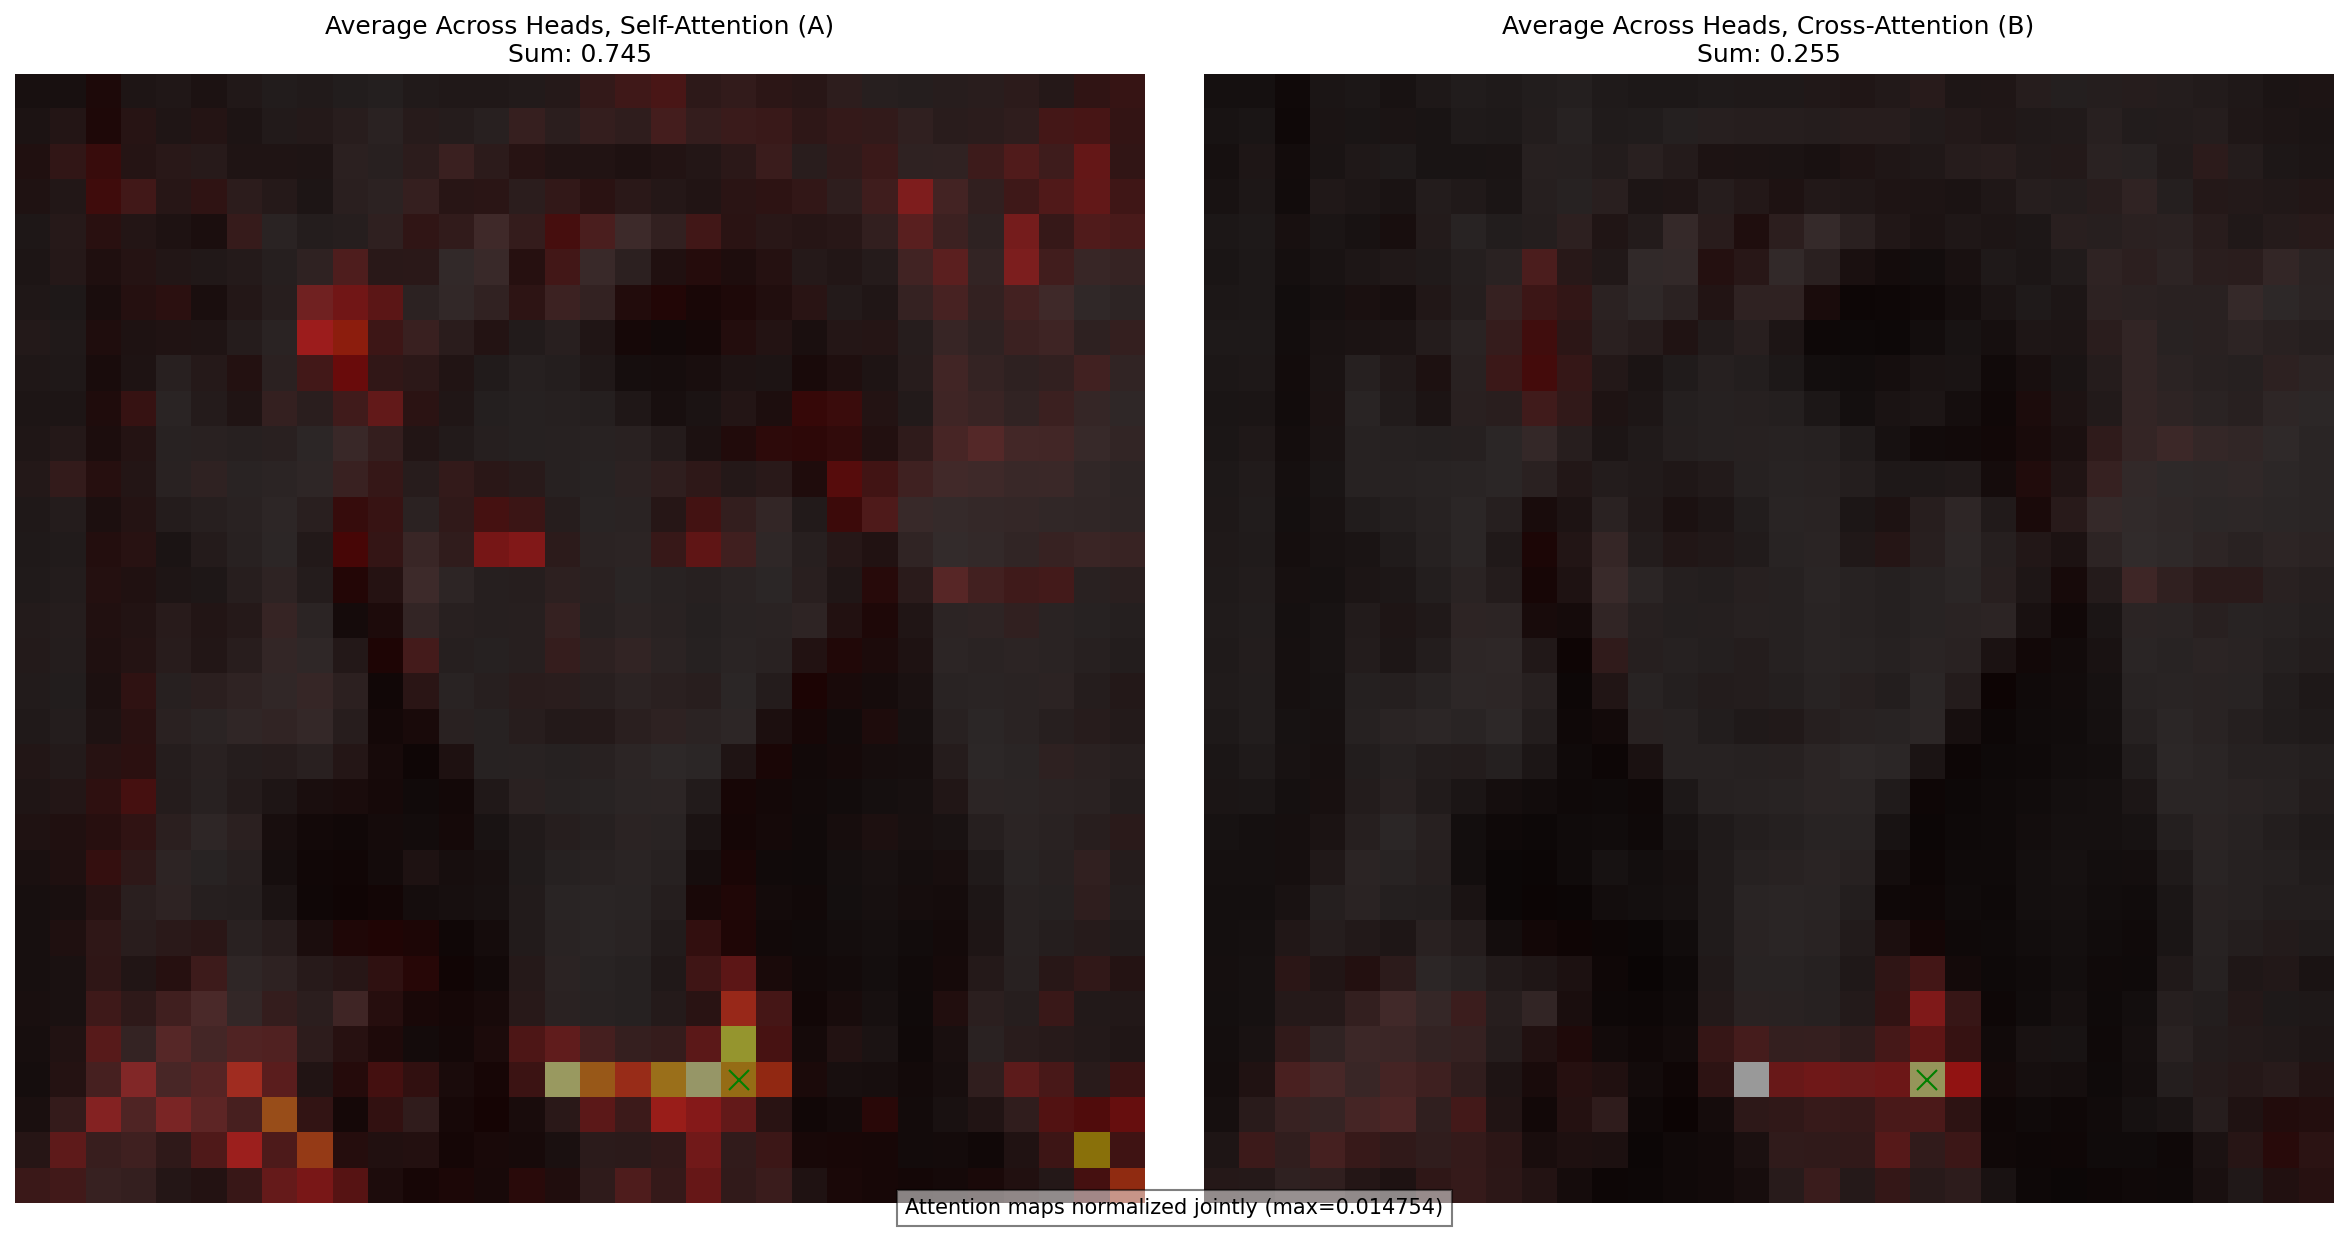 Average Across Heads, Self-Attention (A)
Sum: 0.745
Average Across Heads, Cross-Attention (B)
Sum: 0.255
Attention maps normalized jointly (max=0.014754)